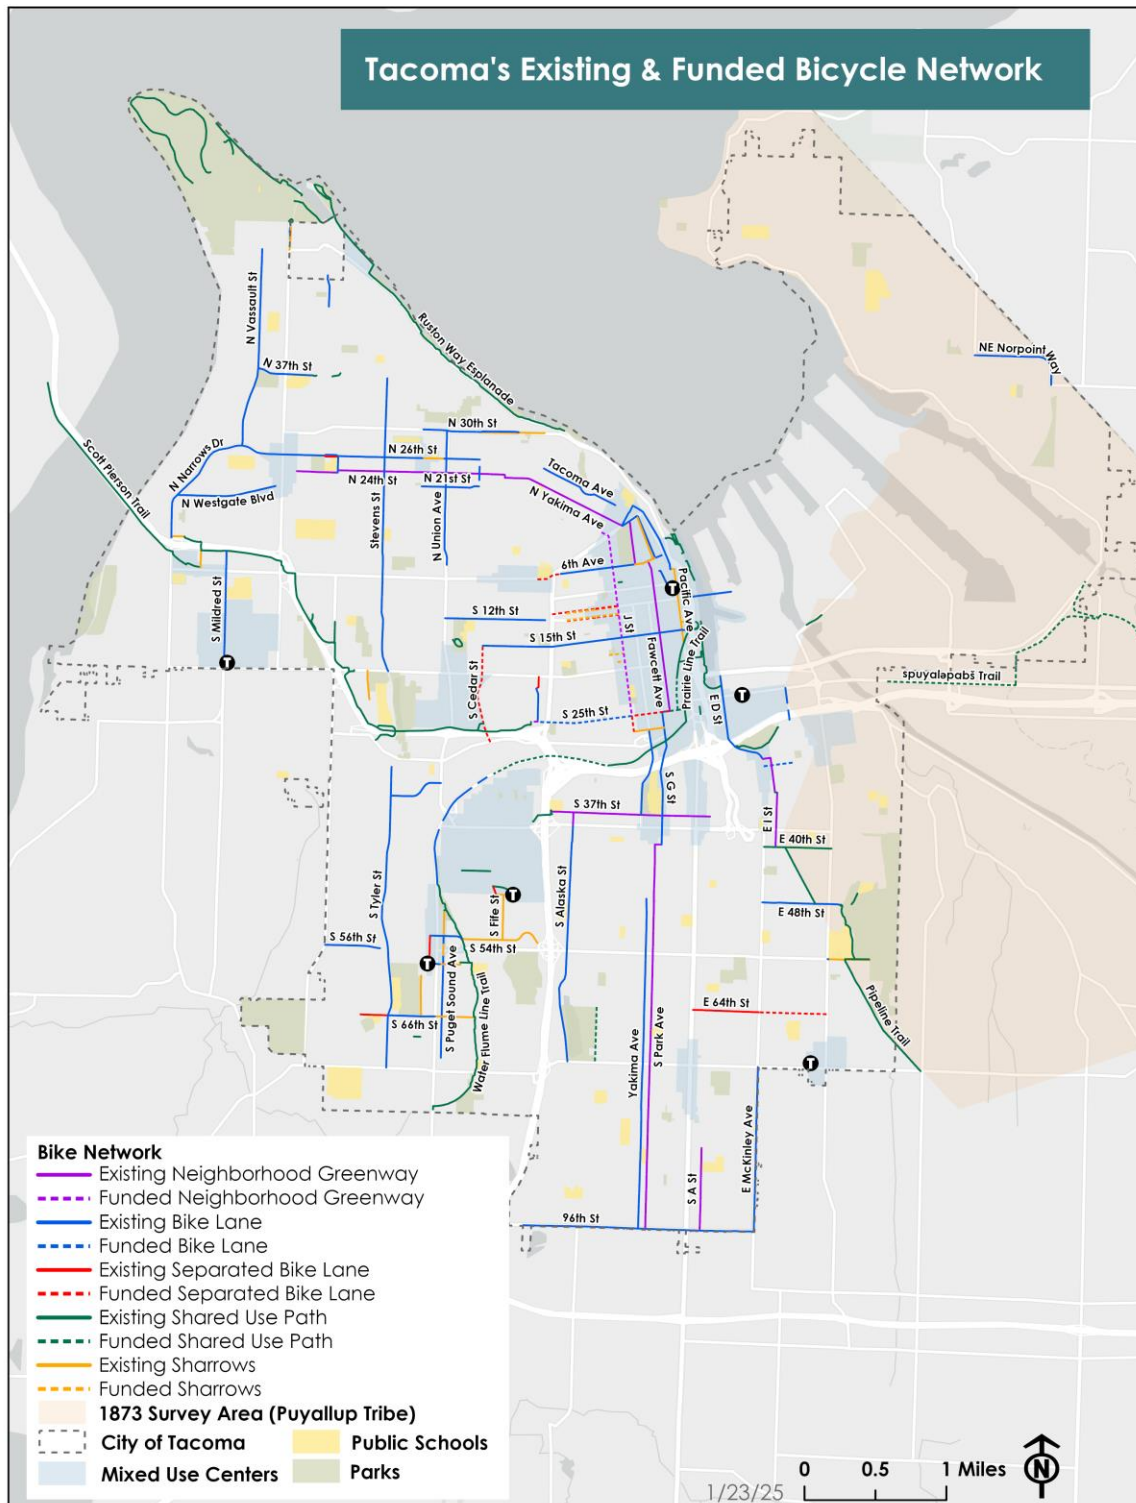 Tacoma's Existing & Funded Bicycle Network
N Vassault St
Ruston Way Esplanade
NE Norpoint Way
N 37th St
Scott Pierson Trail
N Narrows Dr
N 30th St
N 26th St
N 24th St
N 21st St
Tacoma Ave
N Westgate Blvd
Stevens St
N Union Ave
N Yakima Ave
6th Ave
Pacific Ave
T
S Mildred St
S 12th St
J St
S 15th St
Fawcett Ave
Prairie Line Trail
T
S Cedar St
E D St
T
spuyaləpabš Trail
S 25th St
S G St
S 37th St
E I St
E 40th St
S Tyler St
S Fife St
T
S Alaska St
E 48th St
S 56th St
S 54th St
T
S Puget Sound Ave
Water Flume Line Trail
S 66th St
E 64th St
Pipeline Trail
Yakima Ave
S Park Ave
T
E McKinley Ave
S A St
96th St
Bike Network
Existing Neighborhood Greenway
Funded Neighborhood Greenway
Existing Bike Lane
Funded Bike Lane
Existing Separated Bike Lane
Funded Separated Bike Lane
Existing Shared Use Path
Funded Shared Use Path
Existing Sharrows
Funded Sharrows
1873 Survey Area (Puyallup Tribe)
City of Tacoma
Public Schools
Mixed Use Centers
Parks
1/23/25
0 0.5 1 Miles
N